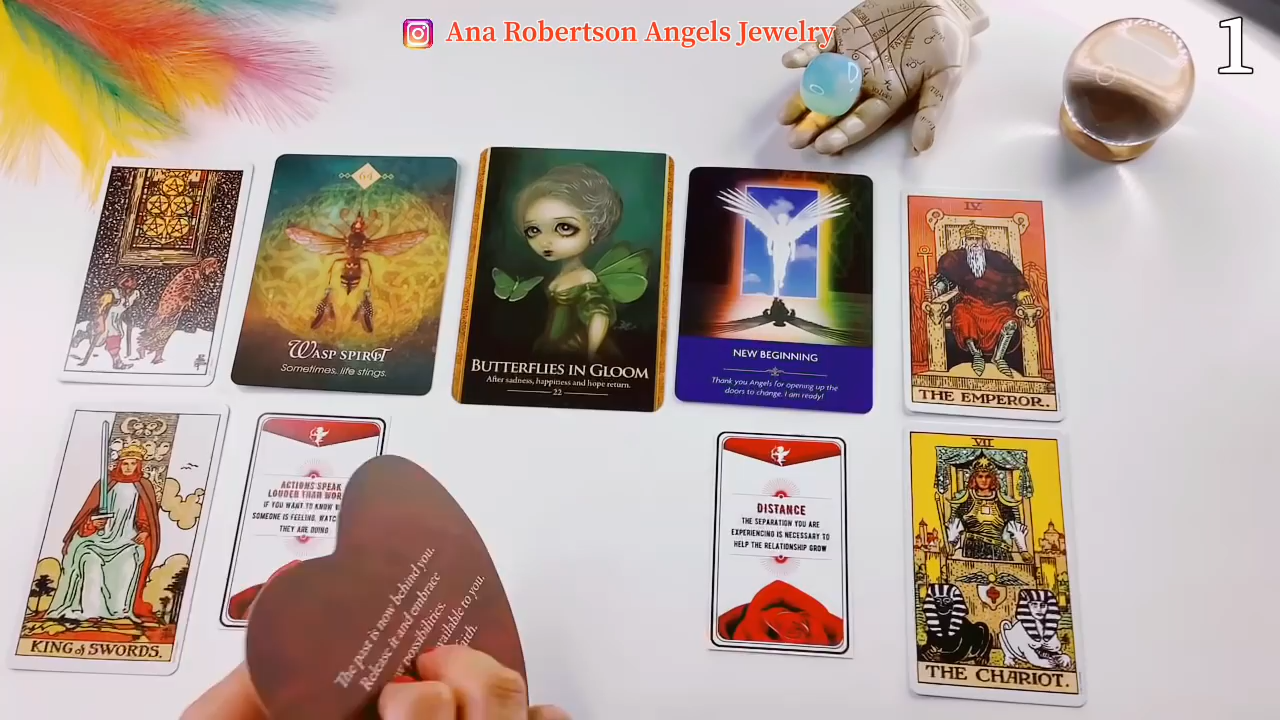 Ana Robertson Angels Jewelry
1
64
WASP SPIRIT
Sometimes, life stings.
BUTTERFLIES IN GLOOM
After sadness, happiness and hope return.
22
NEW BEGINNING
Thank you Angels for opening up the
doors to change. I am ready!
IV
THE EMPEROR.
KING of SWORDS.
ACTIONS SPEAK
LOUDER THAN
IF YOU WANT TO KNOW
SOMEONE IS FEELING,
THEY ARE DOING
The past is now behind you.
Release it and embrace
possibilities.
available to you.
faith.
DISTANCE
THE SEPARATION YOU ARE
EXPERIENCING IS NECESSARY TO
HELP THE RELATIONSHIP GROW
VII
THE CHARIOT.